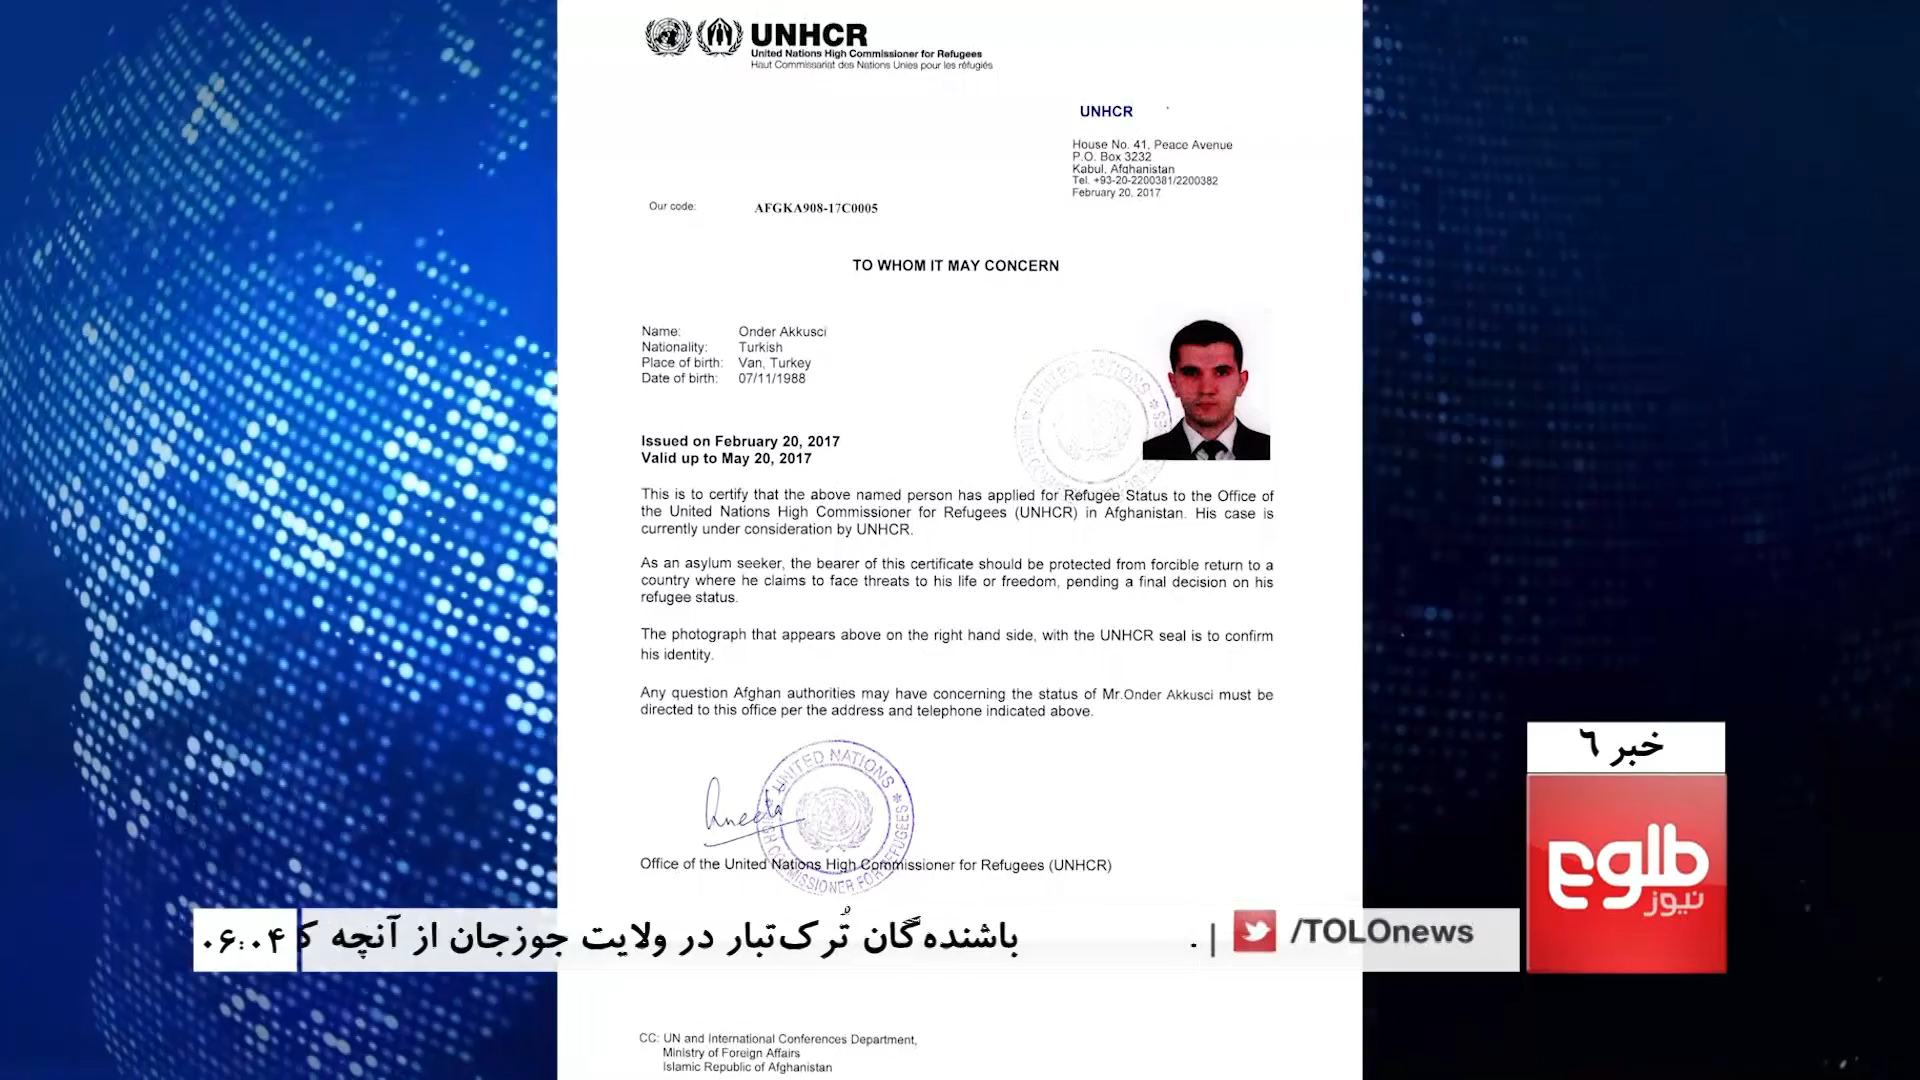 UNHCR
United Nations High Commissioner for Refugees
Haut Commissariat des Nations Unies pour les réfugiés
UNHCR
House No. 41, Peace Avenue
P.O. Box 3232
Kabul, Afghanistan
Tel. +93-20-2200381/2200382
February 20, 2017
Our code: AFGKA908-17C0005
TO WHOM IT MAY CONCERN
Name: Onder Akkusci
Nationality: Turkish
Place of birth: Van, Turkey
Date of birth: 07/11/1988
Issued on February 20, 2017
Valid up to May 20, 2017
This is to certify that the above named person has applied for Refugee Status to the Office of
the United Nations High Commissioner for Refugees (UNHCR) in Afghanistan. His case is
currently under consideration by UNHCR.
As an asylum seeker, the bearer of this certificate should be protected from forcible return to a
country where he claims to face threats to his life or freedom, pending a final decision on his
refugee status.
The photograph that appears above on the right hand side, with the UNHCR seal is to confirm
his identity.
Any question Afghan authorities may have concerning the status of Mr.Onder Akkusci must be
directed to this office per the address and telephone indicated above.
UNITED NATIONS
HIGH COMMISSIONER FOR REFUGEES
Office of the United Nations High Commissioner for Refugees (UNHCR)
خبر ۶
طلوع
نیوز
/TOLOnews
باشنده‌گان تُرک‌تبار در ولایت جوزجان از آنچه ک
۰۶:۰۴
CC: UN and International Conferences Department,
Ministry of Foreign Affairs
Islamic Republic of Afghanistan